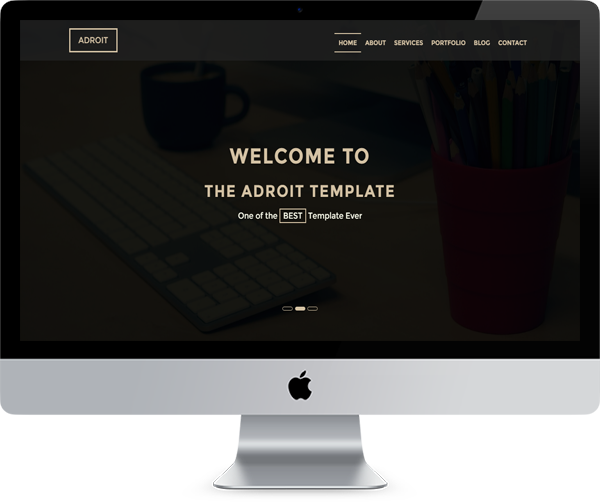 ADROIT
HOME ABOUT SERVICES PORTFOLIO BLOG CONTACT
WELCOME TO
THE ADROIT TEMPLATE
One of the BEST Template Ever